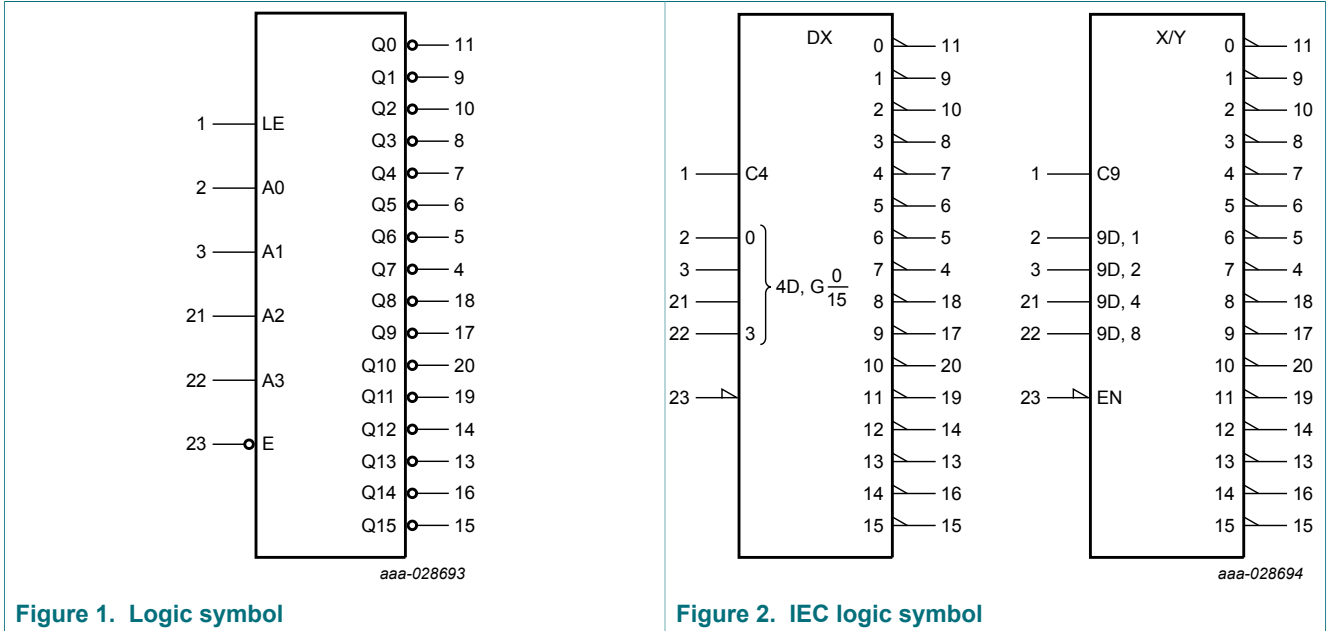 Q0 11
Q1 9
Q2 10
1 LE
Q3 8
Q4 7
2 A0
Q5 6
Q6 5
3 A1
Q7 4
Q8 18
21 A2
Q9 17
Q10 20
22 A3
Q11 19
Q12 14
23 E
Q13 13
Q14 16
Q15 15
aaa-028693
Figure 1. Logic symbol
DX
0 11
1 9
2 10
3 8
1 C4 4 7
5 6
2 0 6 5
3 7 4
4D, G 0
15
21 8 18
22 3 9 17
10 20
23 11 19
12 14
13 13
14 16
15 15
X/Y
0 11
1 9
2 10
3 8
1 C9 4 7
5 6
2 9D, 1 6 5
3 9D, 2 7 4
21 9D, 4 8 18
22 9D, 8 9 17
10 20
23 EN 11 19
12 14
13 13
14 16
15 15
aaa-028694
Figure 2. IEC logic symbol